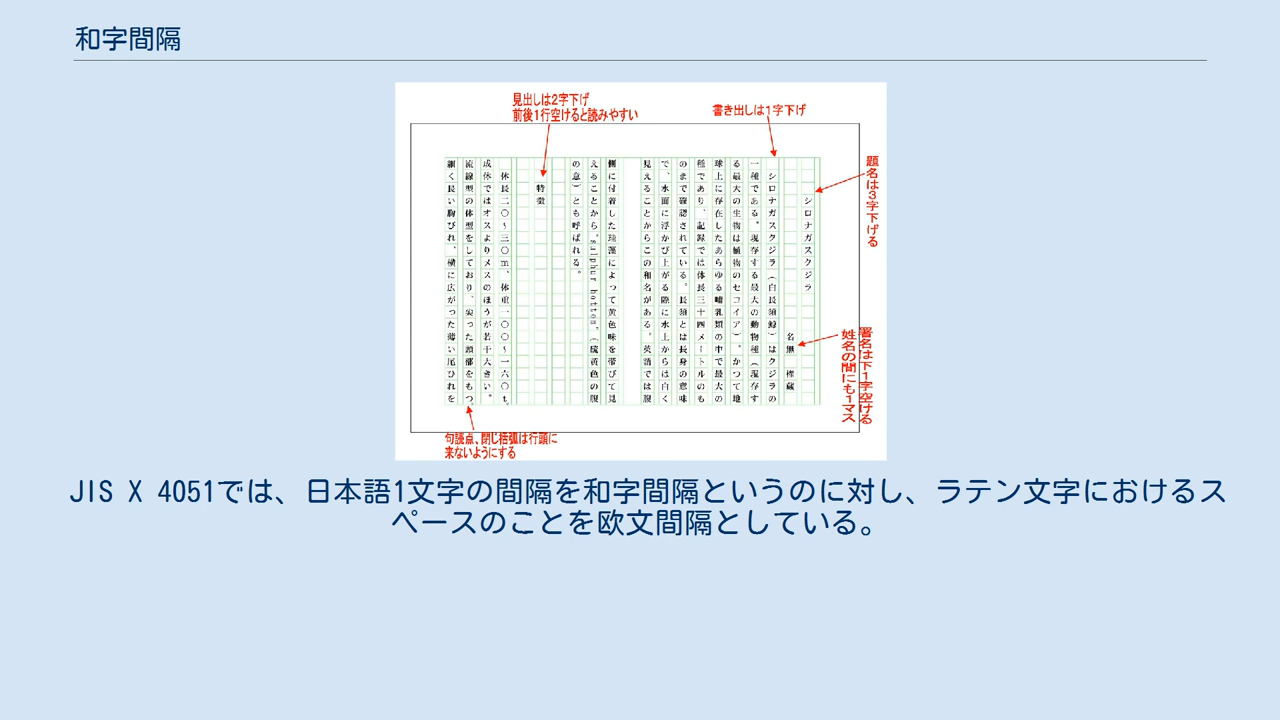 和字間隔
見出しは2字下げ
前後1行空けると読みやすい
書き出しは1字下げ
題名は3字下げる
署名は下1字空ける
姓名の間にも1マス
シロナガスクジラ
名無 権蔵
シロナガスクジラ(白長須鯨)はクジラの
一種である。現存する最大の動物種(現存す
る最大の生物は植物のセコイア)。かつて地
球上に存在したあらゆる哺乳類の中で最大の
種であり、記録では体長三十四メートルのも
のまで確認されている。長須とは長身の意味
で、水面に浮かび上がる際に水上からは白く
見えることからこの和名がある。英語では腹
側に付着した珪藻によって黄色味を帯びて見
えることから、sulphur bottom。(硫黄色の腹
の意)とも呼ばれる。
特徴
体長二〇〜三〇m、体重一〇〇〜一六〇t。
成体ではオスよりメスのほうが若干大きい。
流線型の体型をしており、尖った頭部をもつ。
細く長い胸びれ、横に広がった薄い尾ひれを
句読点、閉じ括弧は行頭に
来ないようにする
JIS X 4051では、日本語1文字の間隔を和字間隔というのに対し、ラテン文字におけるス
ペースのことを欧文間隔としている。